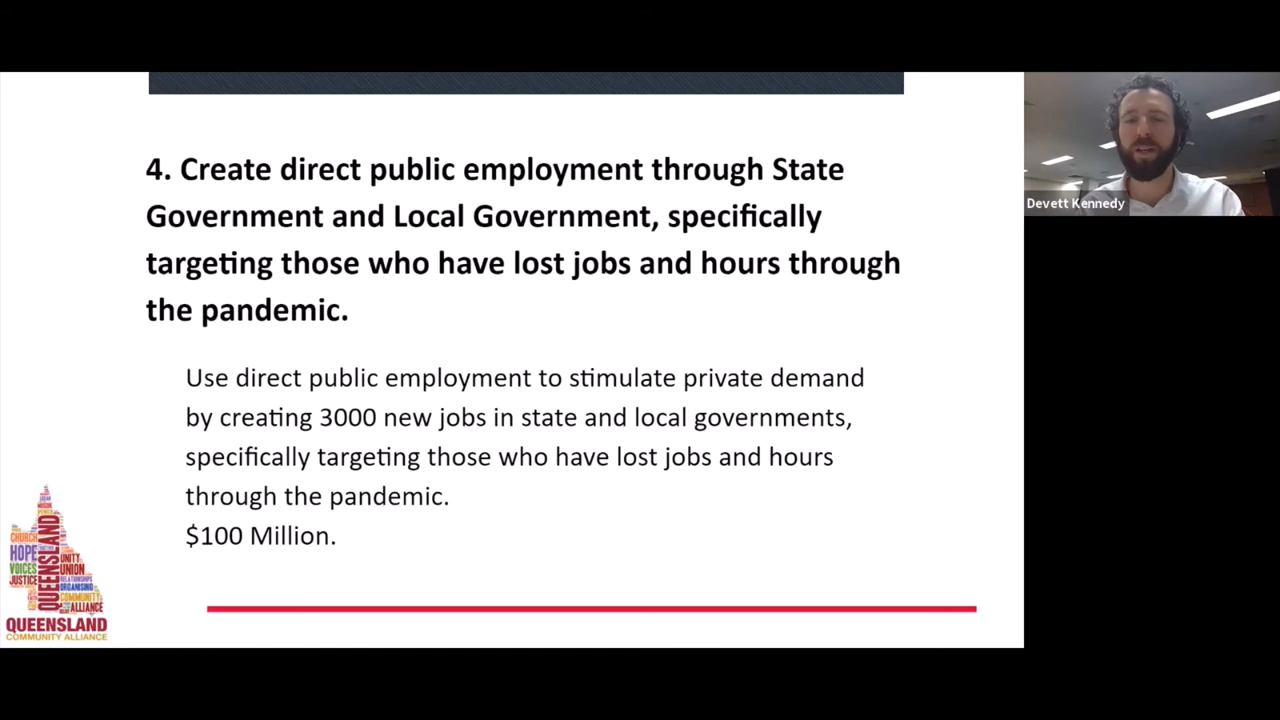 4. Create direct public employment through State
Government and Local Government, specifically
targeting those who have lost jobs and hours through
the pandemic.
Use direct public employment to stimulate private demand
by creating 3000 new jobs in state and local governments,
specifically targeting those who have lost jobs and hours
through the pandemic.
$100 Million.
Devett Kennedy
CHURCH
HOPE
VOICES
JUSTICE
QUEENSLAND
UNITY
UNION
RELATIONSHIPS
ORGANISING
COMMUNITY
ALLIANCE
QUEENSLAND
COMMUNITY ALLIANCE